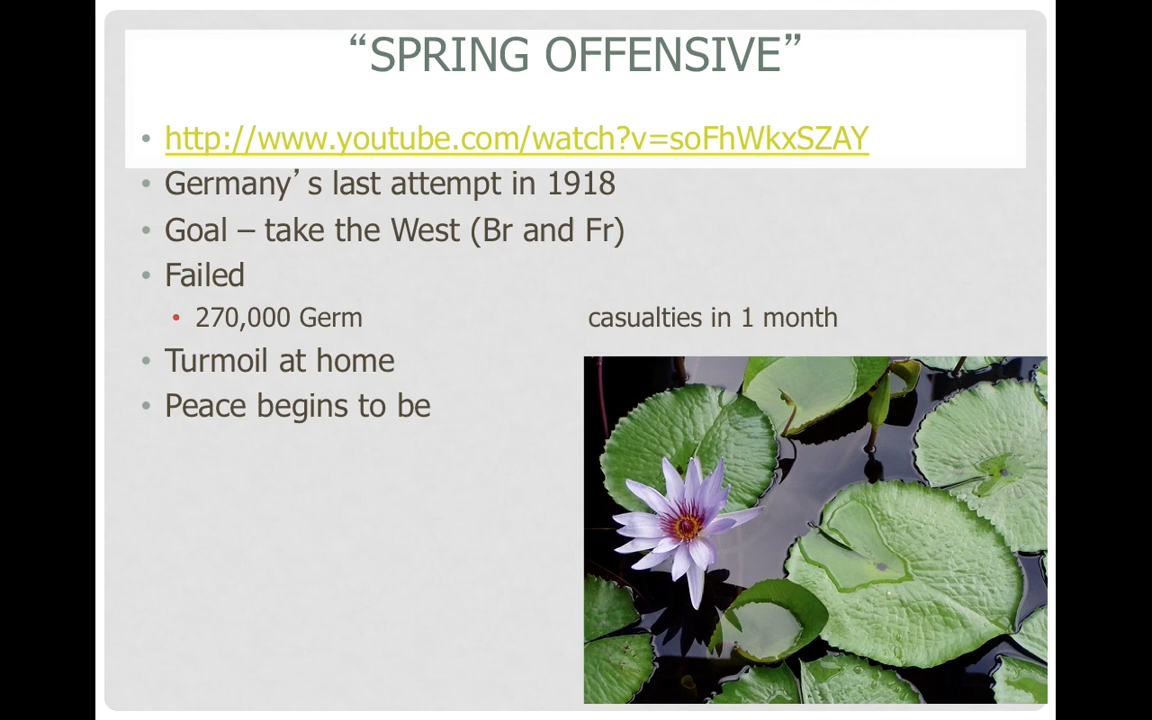 “SPRING OFFENSIVE”
• http://www.youtube.com/watch?v=soFhWkxSZAY
• Germany’s last attempt in 1918
• Goal – take the West (Br and Fr)
• Failed
• 270,000 Germ casualties in 1 month
• Turmoil at home
• Peace begins to be